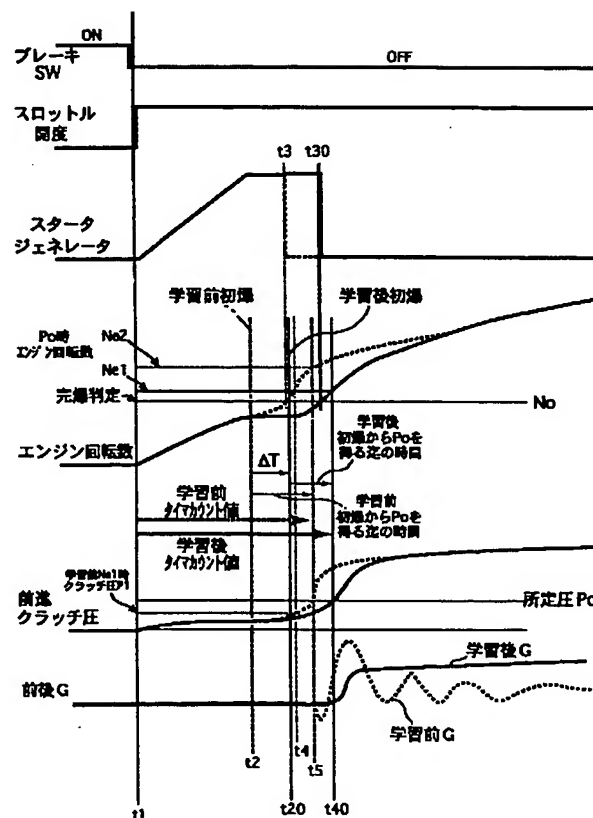 ON
ブレーキ
SW
OFF
スロットル
開度
t3
t30
スタータ
ジェネレータ
学習前初爆
学習後初爆
Po時
エンジン回転数
Ne2
Ne1
完爆判定
No
エンジン回転数
ΔT
学習後
初爆からPoを
得る迄の時間
学習前
タイマカウント値
学習前
初爆からPoを
得る迄の時間
学習後
タイマカウント値
学習前Ne1時
クラッチ圧P1
前進
クラッチ圧
所定圧Po
前後G
学習後G
学習前G
t2
t4
t5
t1
t20
t40